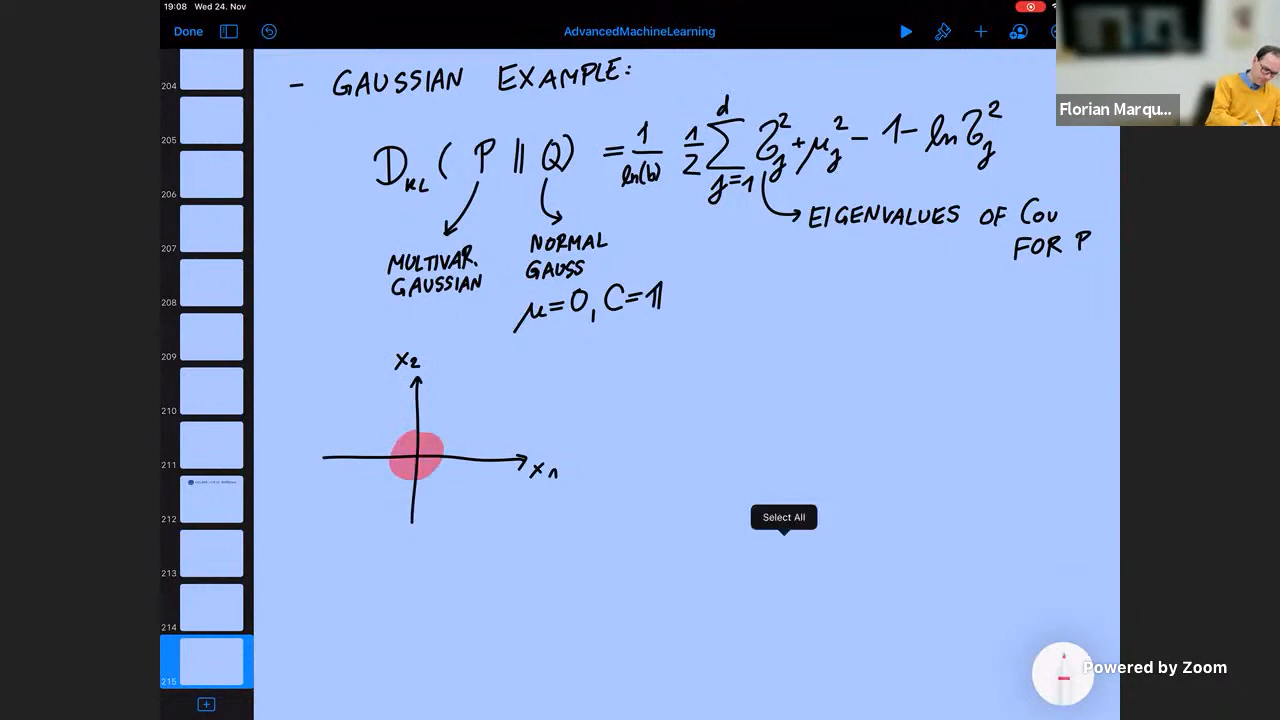 19:08 Wed 24. Nov
Done
AdvancedMachineLearning
Florian Marqu...
- GAUSSIAN EXAMPLE:
D_KL ( P || Q ) = 1/ln(b) 1/2 ∑_{j=1}^{d} σ_j^2 + μ_j^2 - 1 - ln σ_j^2
EIGENVALUES OF Cov
FOR P
MULTIVAR.
GAUSSIAN
NORMAL
GAUSS
μ=0, C=𝟙
x2
x1
Select All
204
205
206
207
208
209
210
211
212
213
214
215
Powered by Zoom